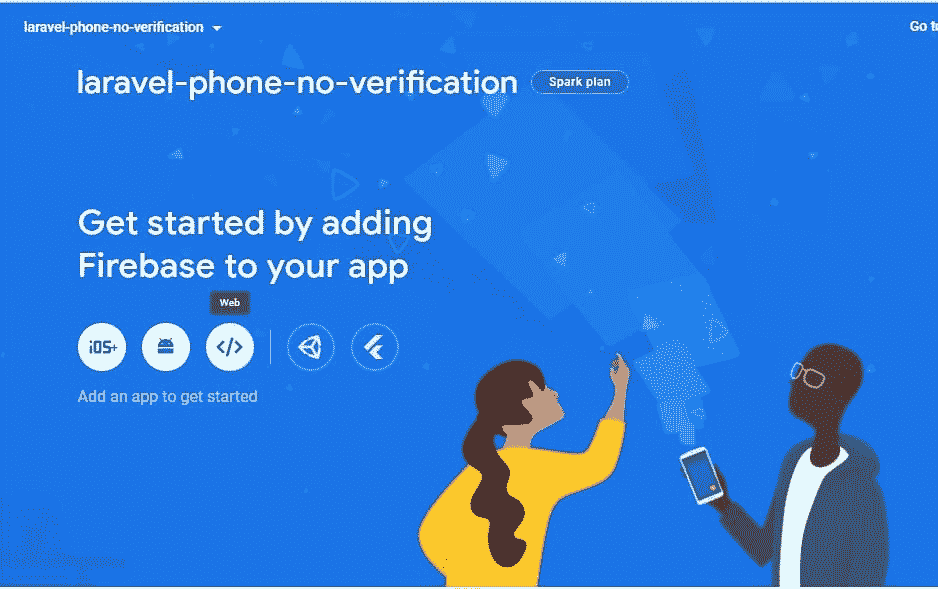 laravel-phone-no-verification
Go to
laravel-phone-no-verification
Spark plan
Get started by adding
Firebase to your app
Web
iOS+
</>
Add an app to get started